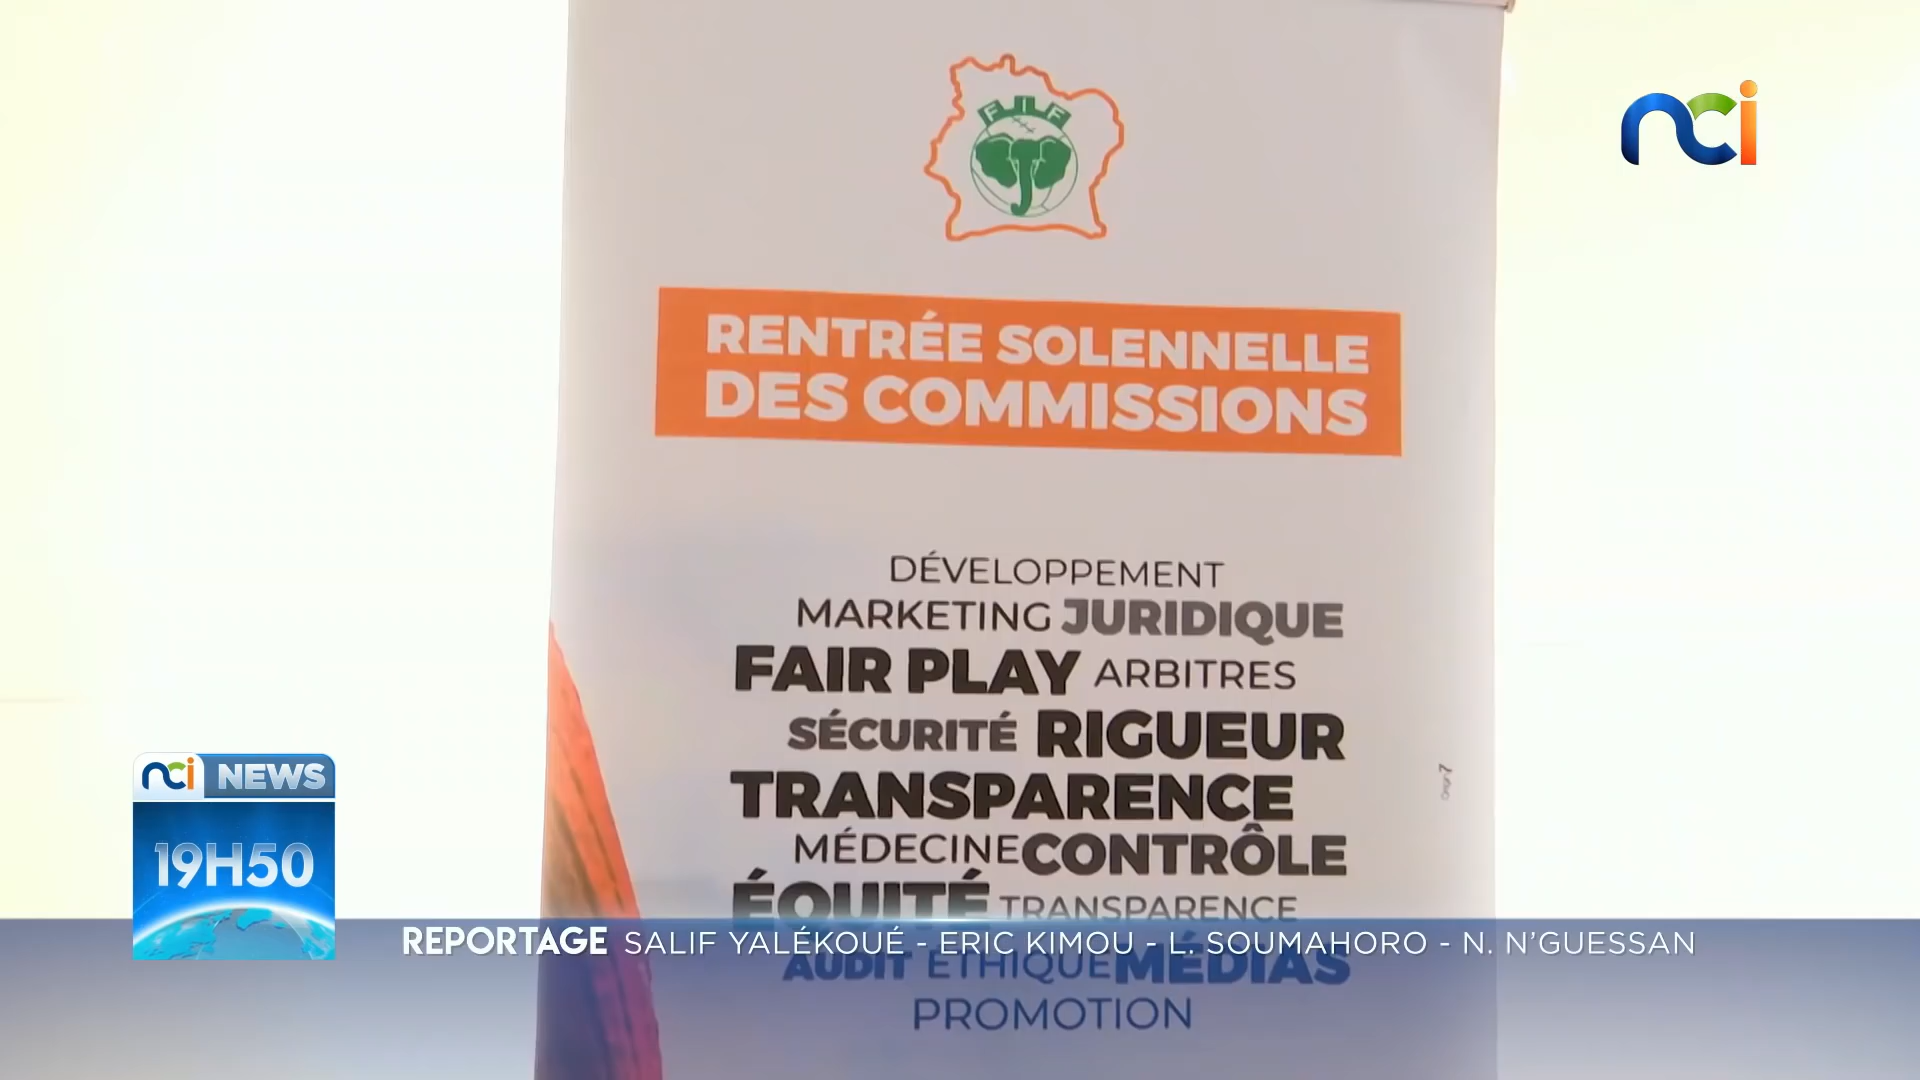 nci
FIF
RENTRÉE SOLENNELLE
DES COMMISSIONS
DÉVELOPPEMENT
MARKETING JURIDIQUE
FAIR PLAY ARBITRES
SÉCURITÉ RIGUEUR
TRANSPARENCE
MÉDECINE CONTRÔLE
ÉQUITÉ TRANSPARENCE
AUDIT ÉTHIQUE MÉDIAS
PROMOTION
nci NEWS
19H50
REPORTAGE SALIF YALÉKOUÉ - ERIC KIMOU - L. SOUMAHORO - N. N'GUESSAN